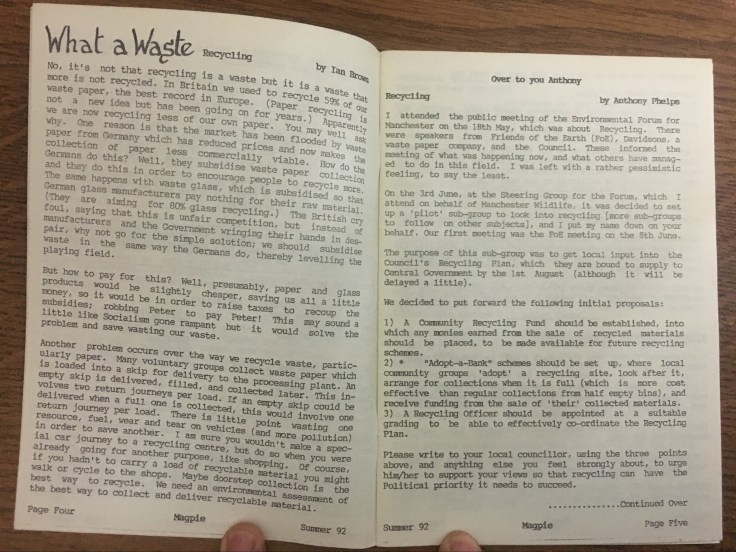 What a Waste Recycling
by Ian Brown
No, it's not that recycling is a waste but it is a waste that
more is not recycled. In Britain we used to recycle 59% of our
waste paper, the best record in Europe. (Paper recycling is
not a new idea but has been going on for years.) Apparently
we are now recycling less of our own paper. You may well ask
why. One reason is that the market has been flooded by waste
paper from Germany which has reduced prices and now makes the
collection of paper less commercially viable. How do the
Germans do this? Well, they subsidise waste paper collection
and they do this in order to encourage people to recycle more.
The same happens with waste glass, which is subsidised so that
German glass manufacturers pay nothing for their raw material.
(They are aiming for 80% glass recycling.) The British cry
foul, saying that this is unfair competition, but instead of
manufacturers and the Government wringing their hands in des-
pair, why not go for the simple solution; we should subsidise
waste in the same way the Germans do, thereby levelling the
playing field.
But how to pay for this? Well, presumably, paper and glass
products would be slightly cheaper, saving us all a little
money, so it would be in order to raise taxes to recoup the
subsidies; robbing Peter to pay Peter! This may sound a
little like Socialism gone rampant but it would solve the
problem and save wasting our waste.
Another problem occurs over the way we recycle waste, partic-
ularly paper. Many voluntary groups collect waste paper which
is loaded into a skip for delivery to the processing plant. An
empty skip is delivered, filled, and collected later. This in-
volves two return journeys per load. If an empty skip could be
delivered when a full one is collected, this would involve one
return journey per load. There is little point wasting one
resource, fuel, wear and tear on vehicles (and more pollution)
in order to save another. I am sure you wouldn't make a spec-
ial car journey to a recycling centre, but do so when you were
already going for another purpose, like shopping. Of course,
if you hadn't to carry a load of recyclable material you might
walk or cycle to the shops. Maybe doorstep collection is the
best way to recycle. We need an environmental assessment of
the best way to collect and deliver recyclable material.
Page Four Magpie Summer 92
Over to you Anthony
Recycling by Anthony Phelps
I attended the public meeting of the Environmental Forum for
Manchester on the 18th May, which was about Recycling. There
were speakers from Friends of the Earth (FoE), Davidsons, a
waste paper company, and the Council. These informed the
meeting of what was happening now, and what others have manag-
ed to do in this field. I was left with a rather pessimistic
feeling, to say the least.
On the 3rd June, at the Steering Group for the Forum, which I
attend on behalf of Manchester Wildlife, it was decided to set
up a 'pilot' sub-group to look into recycling [more sub-groups
to follow on other subjects], and I put my name down on your
behalf. Our first meeting was the FoE meeting on the 8th June.
The purpose of this sub-group was to get local input into the
Council's Recycling Plan, which they are bound to supply to
Central Government by the 1st August (although it will be
delayed a little).
We decided to put forward the following initial proposals:
1) A Community Recycling Fund should be established, into
which any monies earned from the sale of recycled materials
should be placed, to be made available for future recycling
schemes.
2) * "Adopt-a-Bank" schemes should be set up, where local
community groups 'adopt' a recycling site, look after it,
arrange for collections when it is full (which is more cost
effective than regular collections from half empty bins), and
receive funding from the sale of 'their' collected materials.
3) A Recycling Officer should be appointed at a suitable
grading to be able to effectively co-ordinate the Recycling
Plan.
Please write to your local councillor, using the three points
above, and anything else you feel strongly about, to urge
him/her to support your views so that recycling can have the
Political priority it needs to succeed.
...............Continued Over
Summer 92 Magpie Page Five